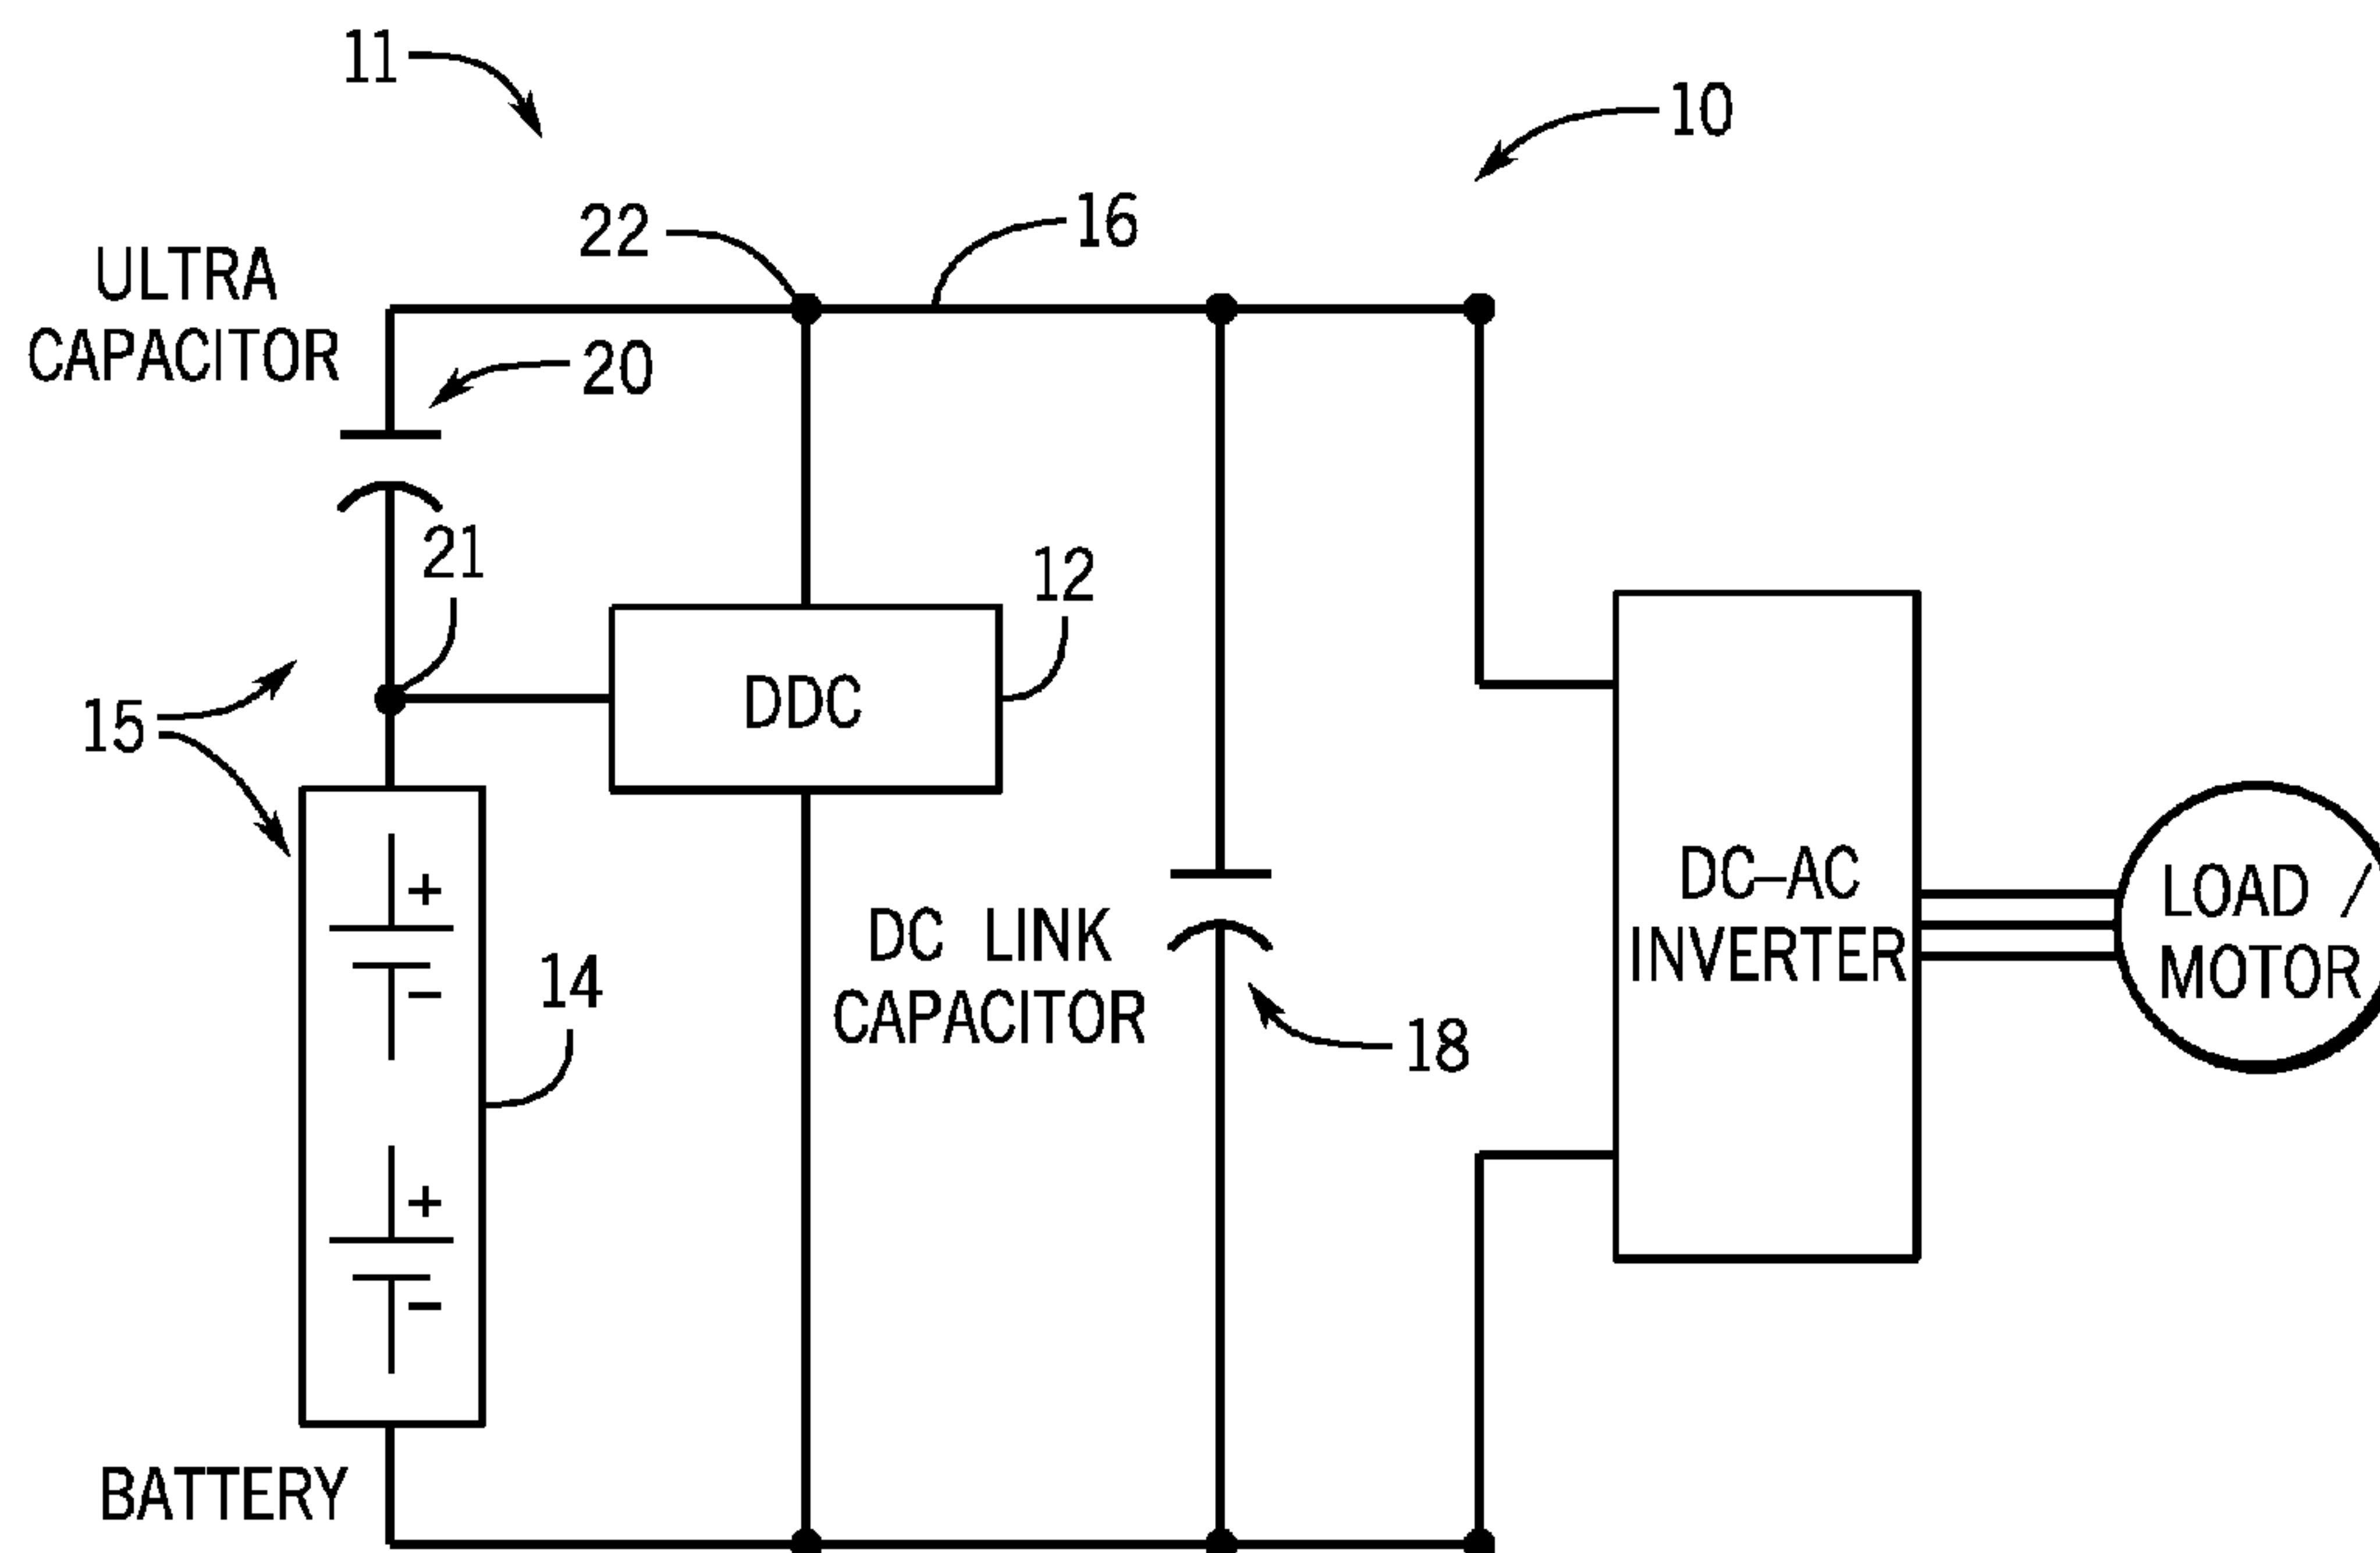 11
10
22
16
ULTRA
CAPACITOR
20
21
12
DDC
15
DC–AC
INVERTER
LOAD /
MOTOR
+
–
14
DC LINK
CAPACITOR
18
+
–
BATTERY